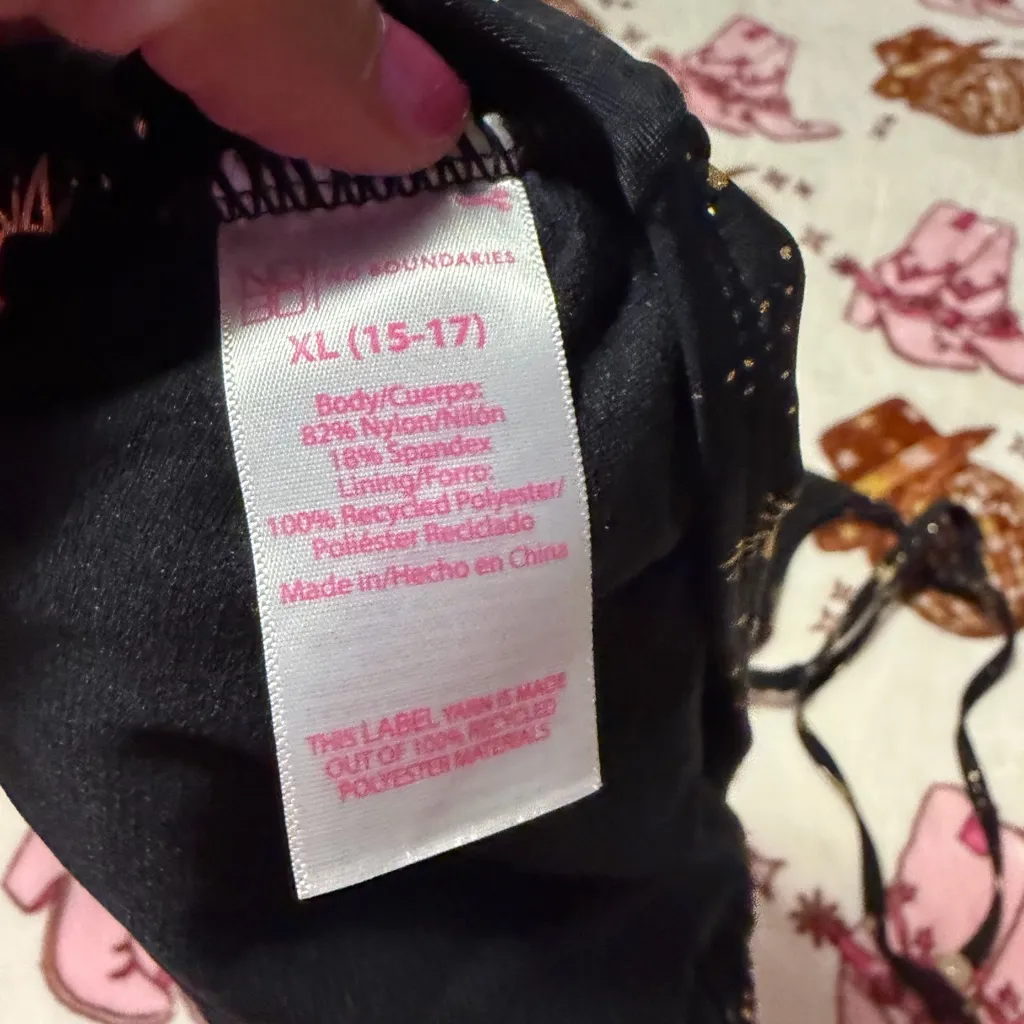 NO BOUNDARIES
XL (15-17)
Body/Cuerpo:
82% Nylon/Nilón
18% Spandex
Lining/Forro:
100% Recycled Polyester/
Poliéster Reciclado
Made in/Hecho en China
THIS LABEL YARN IS MADE
OUT OF 100% RECYCLED
POLYESTER MATERIALS